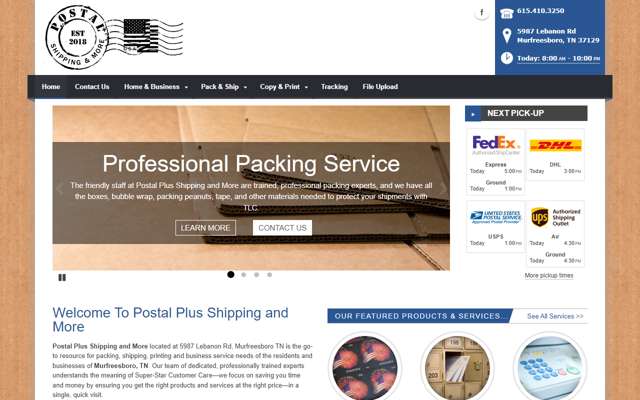 POSTAL
EST
2018
SHIPPING & MORE
USA
615.410.3250
5987 Lebanon Rd
Murfreesboro, TN 37129
Today: 8:00 AM - 10:00 PM
Home Contact Us Home & Business Pack & Ship Copy & Print Tracking File Upload
Professional Packing Service
The friendly staff at Postal Plus Shipping and More are trained, professional packing experts, and we have all
the boxes, bubble wrap, packing peanuts, tape, and other materials needed to protect your shipments with
TLC.
LEARN MORE CONTACT US
NEXT PICK-UP
FedEx
Authorized ShipCenter
Express
Today 5:00 PM
Ground
Today 1:00 PM
DHL
DHL
Today 3:00 PM
UNITED STATES
POSTAL SERVICE
Approved Postal Provider
USPS
Today 1:00 PM
ups
Authorized
Shipping
Outlet
Air
Today 4:30 PM
Ground
Today 4:30 PM
More pickup times
Welcome To Postal Plus Shipping and
More
Postal Plus Shipping and More located at 5987 Lebanon Rd, Murfreesboro TN is the go-
to resource for packing, shipping, printing and business service needs of the residents and
businesses of Murfreesboro, TN. Our team of dedicated, professionally trained experts
understands the meaning of Super-Star Customer Care—we focus on saving you time
and money by ensuring you get the right products and services at the right price—in a
single, quick visit.
OUR FEATURED PRODUCTS & SERVICES...
See All Services >>